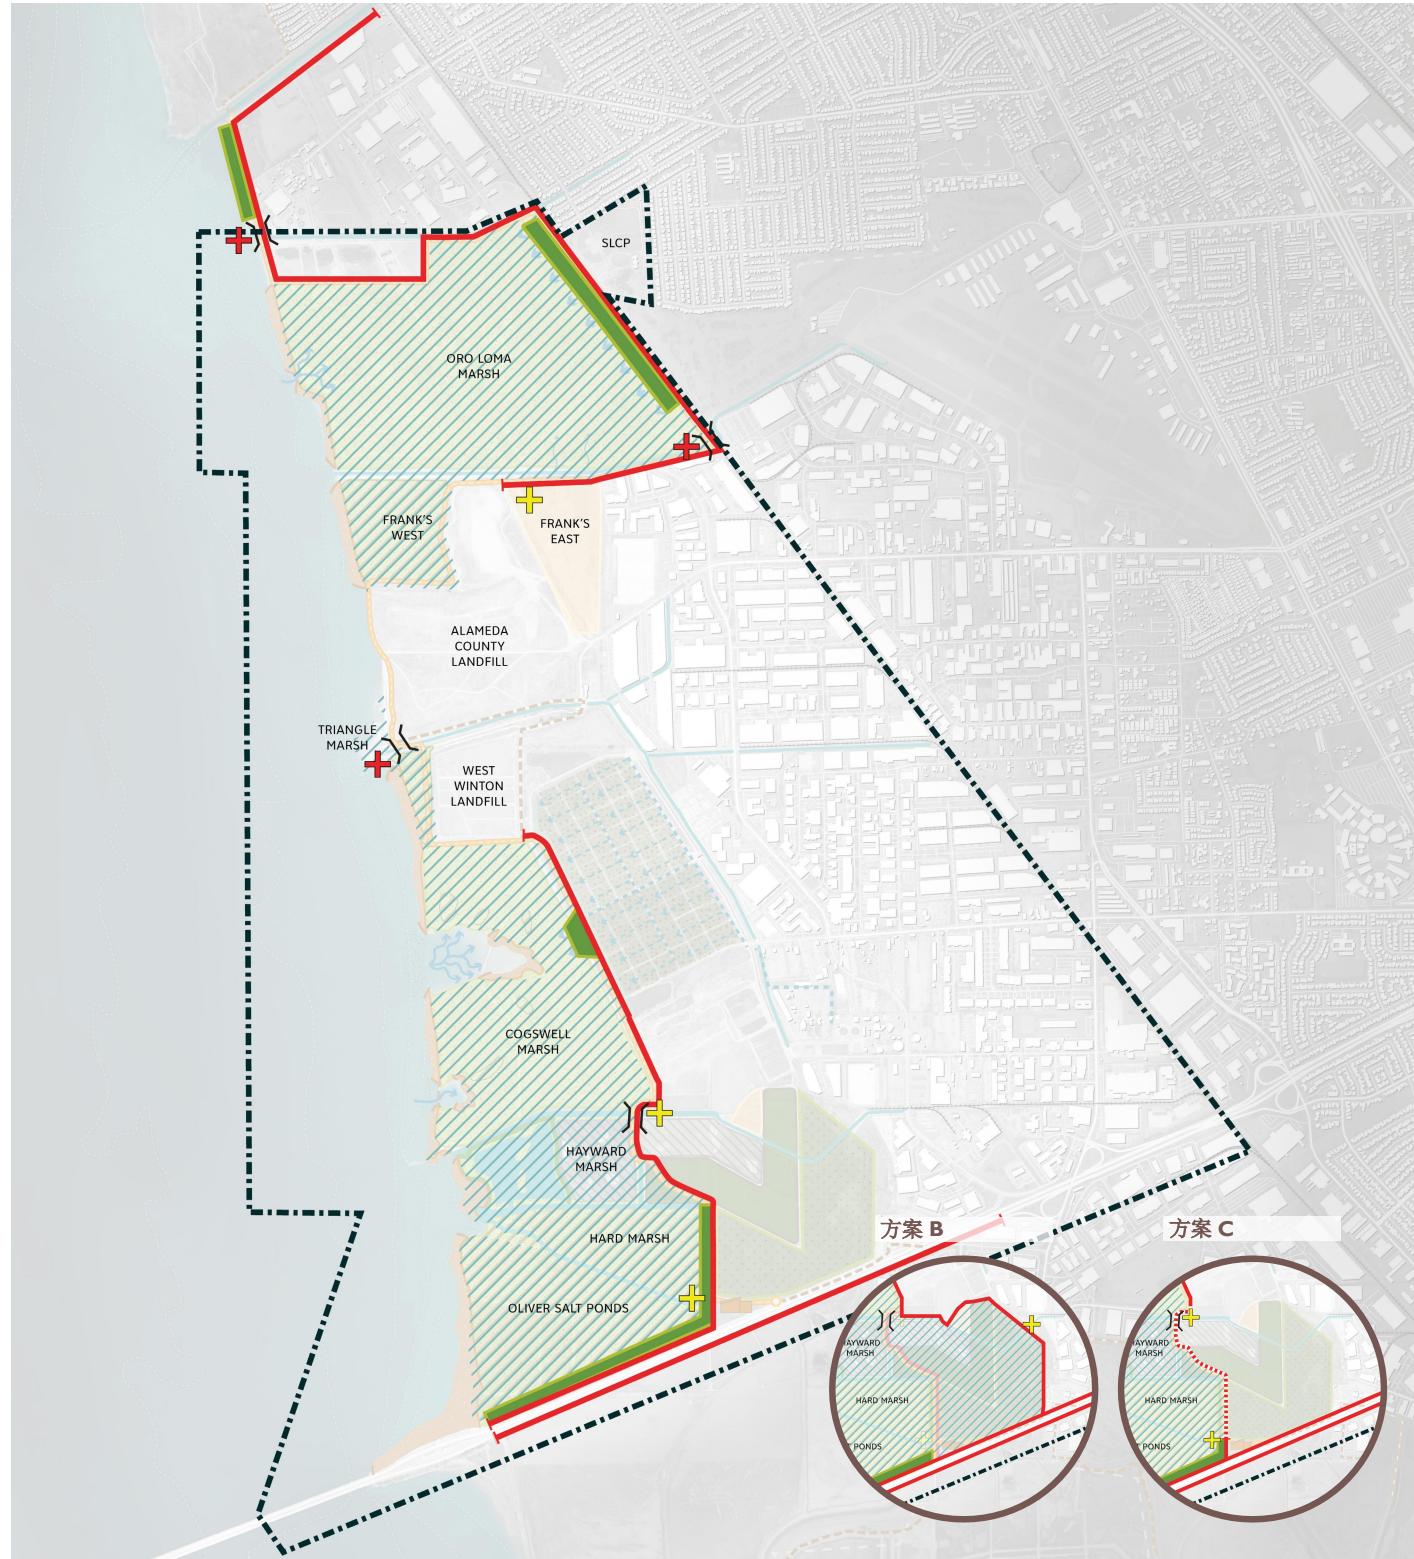 SLCP
ORO LOMA
MARSH
FRANK'S
WEST
FRANK'S
EAST
ALAMEDA
COUNTY
LANDFILL
TRIANGLE
MARSH
WEST
WINTON
LANDFILL
COGSWELL
MARSH
HAYWARD
MARSH
HARD MARSH
OLIVER SALT PONDS
方案 B
方案 C
HAYWARD
MARSH
HARD MARSH
T PONDS
HAYWARD
MARSH
HARD MARSH
T PONDS